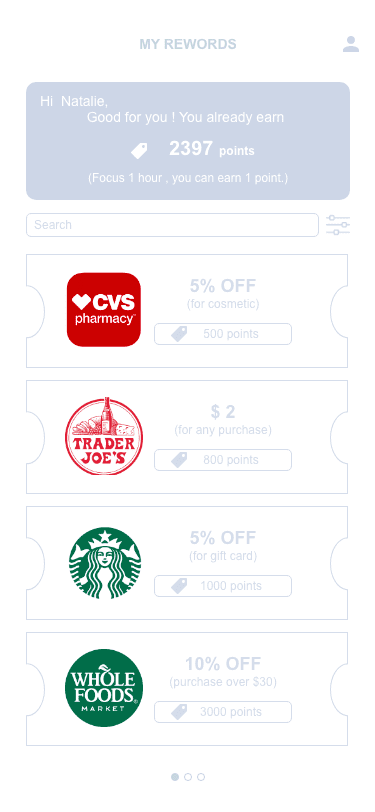 MY REWORDS
Hi Natalie,
Good for you ! You already earn
2397 points
(Focus 1 hour , you can earn 1 point.)
Search
CVS
pharmacy
5% OFF
(for cosmetic)
500 points
TRADER
JOE'S
$ 2
(for any purchase)
800 points
5% OFF
(for gift card)
1000 points
WHOLE
FOODS
MARKET
10% OFF
(purchase over $30)
3000 points